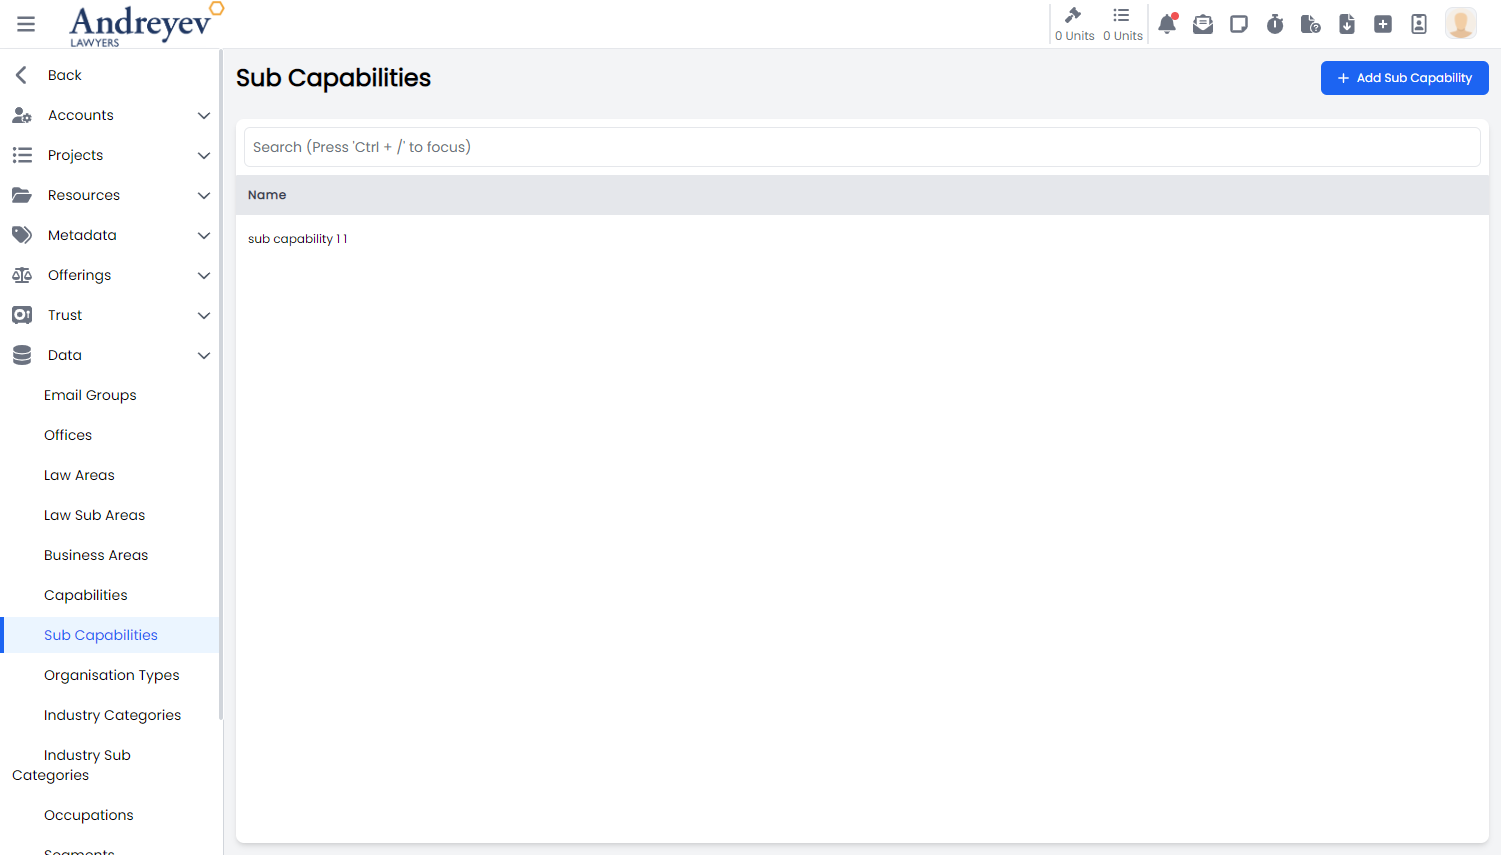 Andreyev
LAWYERS
0 Units
0 Units
Back
Accounts
Projects
Resources
Metadata
Offerings
Trust
Data
Email Groups
Offices
Law Areas
Law Sub Areas
Business Areas
Capabilities
Sub Capabilities
Organisation Types
Industry Categories
Industry Sub
Categories
Occupations
Segments
Sub Capabilities
+ Add Sub Capability
Search (Press 'Ctrl + /' to focus)
Name
sub capability 1 1